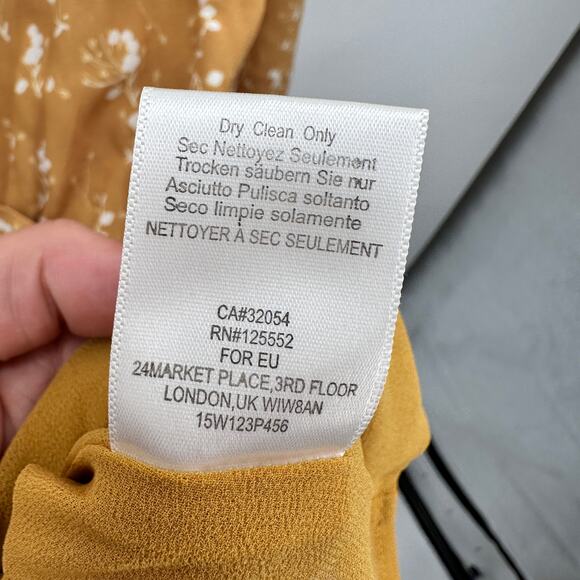 Dry Clean Only
Sec Nettoyez Seulement
Trocken säubern Sie nur
Asciutto Pulisca soltanto
Seco limpie solamente
NETTOYER À SEC SEULEMENT
CA#32054
RN#125552
FOR EU
24MARKET PLACE,3RD FLOOR
LONDON,UK WIW8AN
15W123P456